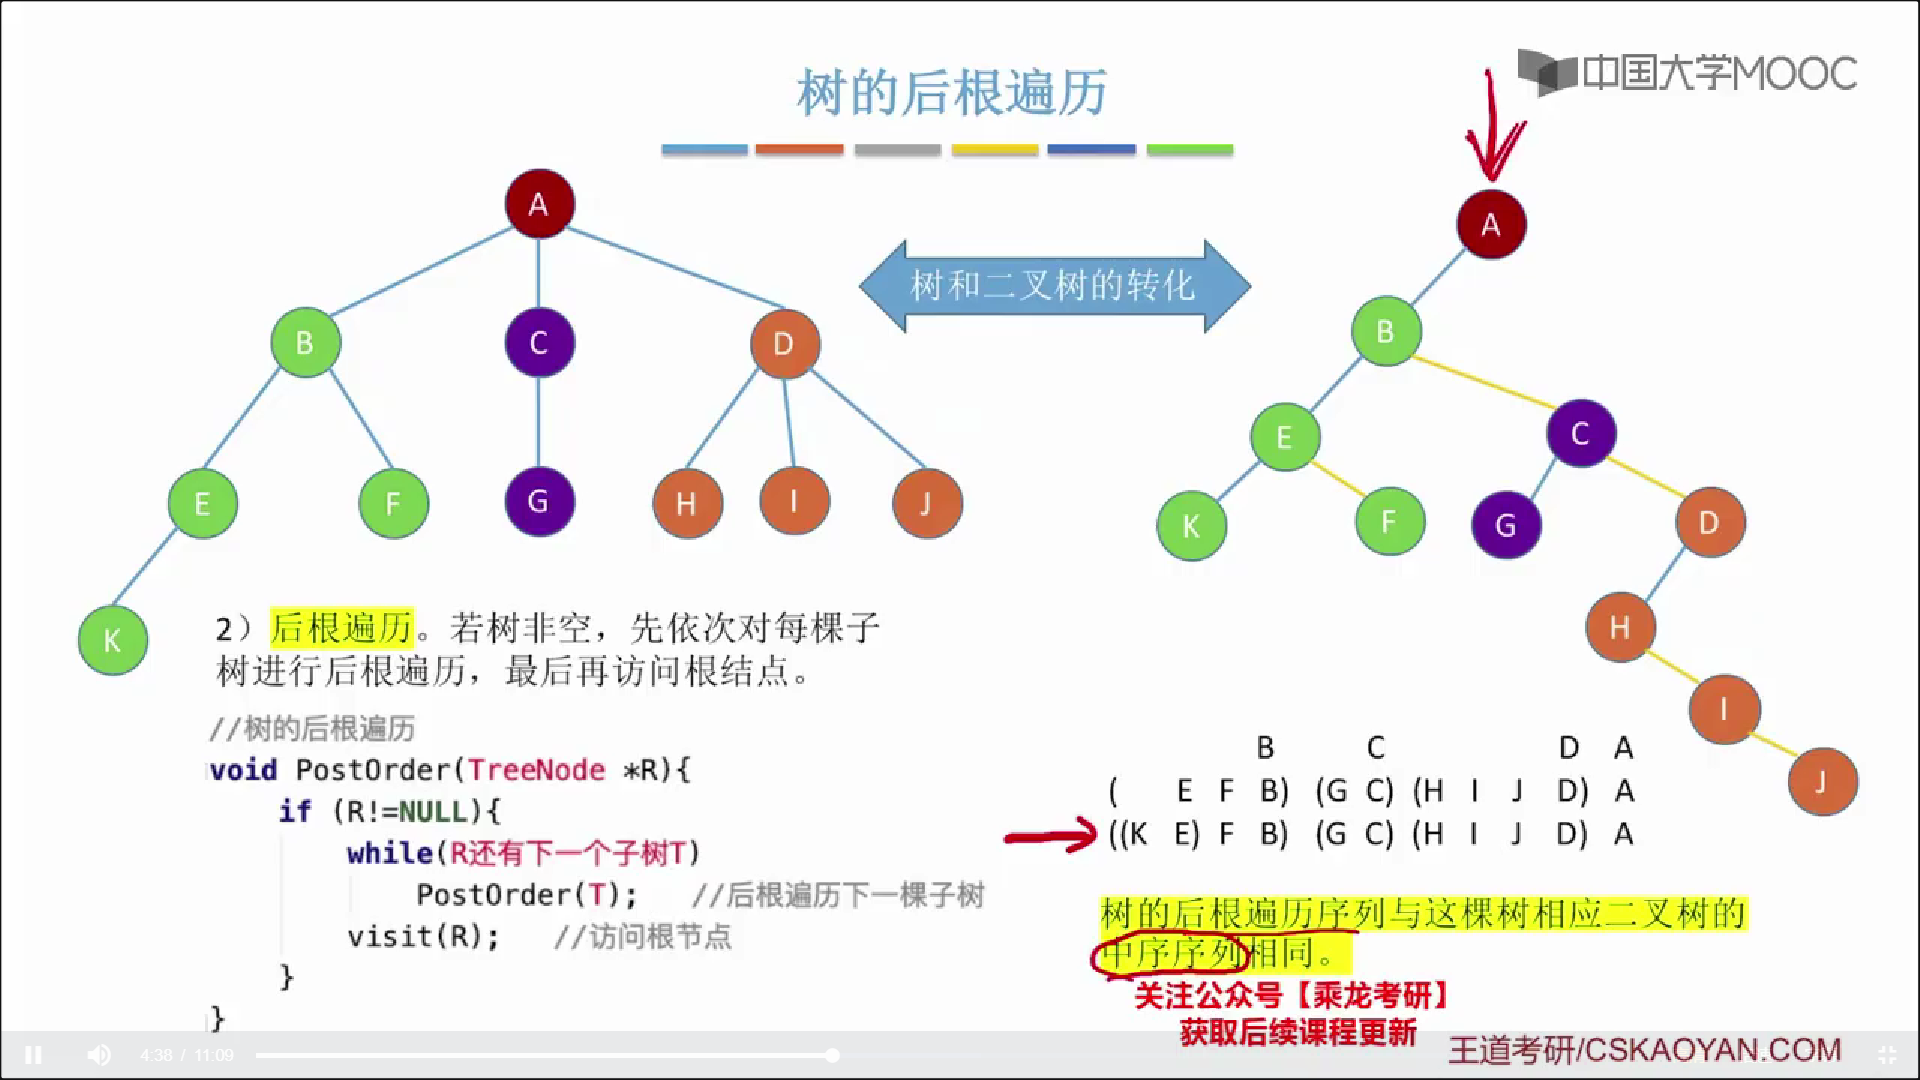 中国大学MOOC
树的后根遍历
A
B
C
D
E
F
G
H
I
J
K
树和二叉树的转化
A
B
E
C
K
F
G
D
H
I
J
2）后根遍历。若树非空，先依次对每棵子
树进行后根遍历，最后再访问根结点。
//树的后根遍历
void PostOrder(TreeNode *R){
if (R!=NULL){
while(R还有下一个子树T)
PostOrder(T); //后根遍历下一棵子树
visit(R); //访问根节点
}
}
B C D A
( E F B) (G C) (H I J D) A
((K E) F B) (G C) (H I J D) A
树的后根遍历序列与这棵树相应二叉树的
中序序列相同。
关注公众号【乘龙考研】
获取后续课程更新
4:38 / 11:09
王道考研/CSKAOYAN.COM